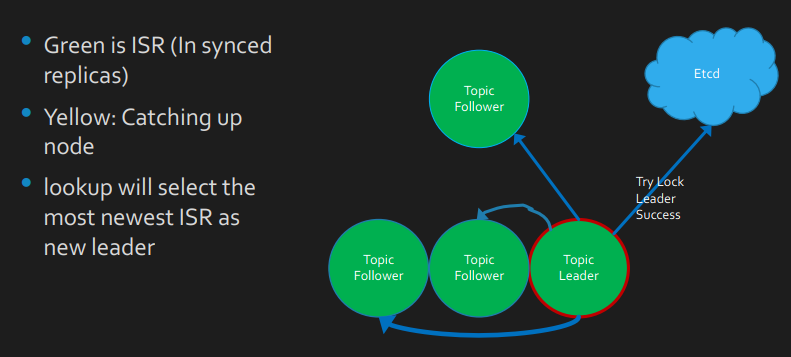 Green is ISR (In synced
replicas)
Yellow: Catching up
node
lookup will select the
most newest ISR as
new leader
Etcd
Topic
Follower
Try Lock
Leader
Success
Topic
Follower
Topic
Follower
Topic
Leader